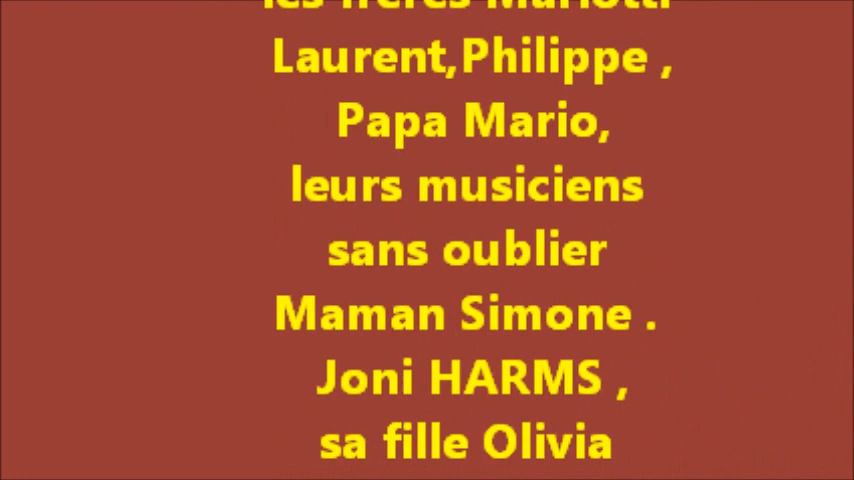 les frères Mariotti
Laurent,Philippe ,
Papa Mario,
leurs musiciens
sans oublier
Maman Simone .
Joni HARMS ,
sa fille Olivia